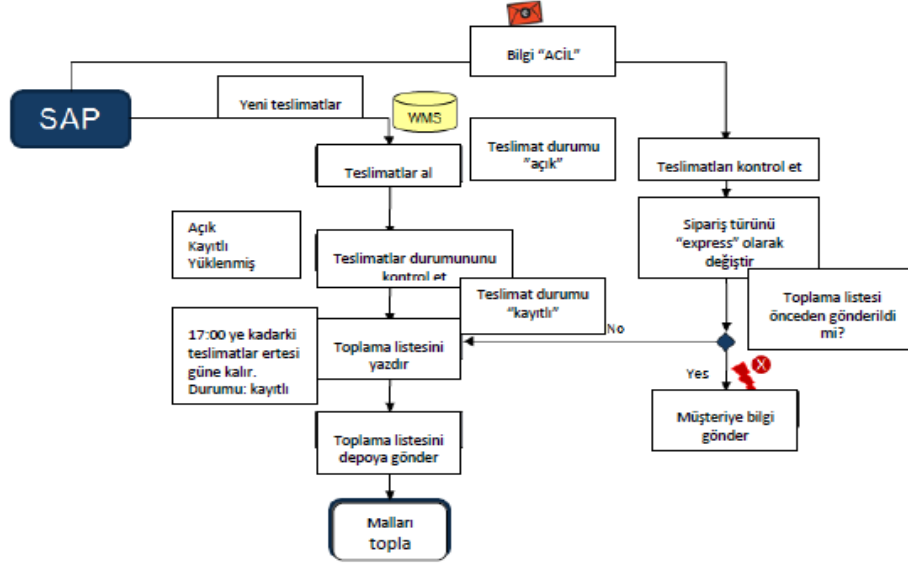 Bilgi “ACİL”
Yeni teslimatlar
SAP
WMS
Teslimat durumu
“açık”
Teslimatlar al
Teslimatları kontrol et
Açık
Kayıtlı
Yüklenmiş
Sipariş türünü
“express” olarak
değiştir
Teslimatlar durumununu
kontrol et
Teslimat durumu
“kayıtlı”
Toplama listesi
önceden gönderildi
mi?
17:00 ye kadarki
teslimatlar ertesi
güne kalır.
Durumu: kayıtlı
Toplama listesini
yazdır
No
Yes
X
Müşteriye bilgi
gönder
Toplama listesini
depoya gönder
Malları
topla